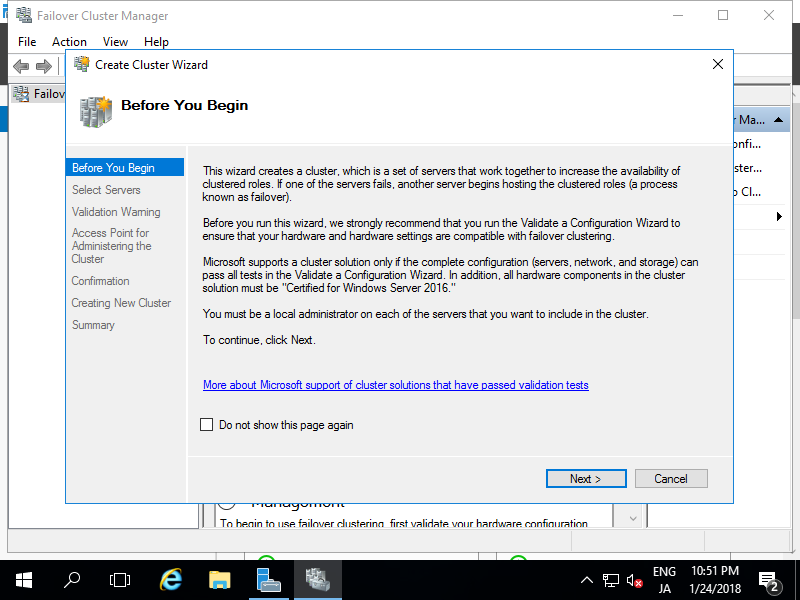 Failover Cluster Manager
File Action View Help
Create Cluster Wizard
Failov
Before You Begin
Before You Begin
Select Servers
Validation Warning
Access Point for
Administering the
Cluster
Confirmation
Creating New Cluster
Summary
This wizard creates a cluster, which is a set of servers that work together to increase the availability of
clustered roles. If one of the servers fails, another server begins hosting the clustered roles (a process
known as failover).
Before you run this wizard, we strongly recommend that you run the Validate a Configuration Wizard to
ensure that your hardware and hardware settings are compatible with failover clustering.
Microsoft supports a cluster solution only if the complete configuration (servers, network, and storage) can
pass all tests in the Validate a Configuration Wizard. In addition, all hardware components in the cluster
solution must be "Certified for Windows Server 2016."
You must be a local administrator on each of the servers that you want to include in the cluster.
To continue, click Next.
More about Microsoft support of cluster solutions that have passed validation tests
Do not show this page again
Next >
Cancel
r Ma...
onfi...
ster...
o Cl...
Management
To begin to use failover clustering, first validate your hardware configuration
ENG
JA
10:51 PM
1/24/2018
2